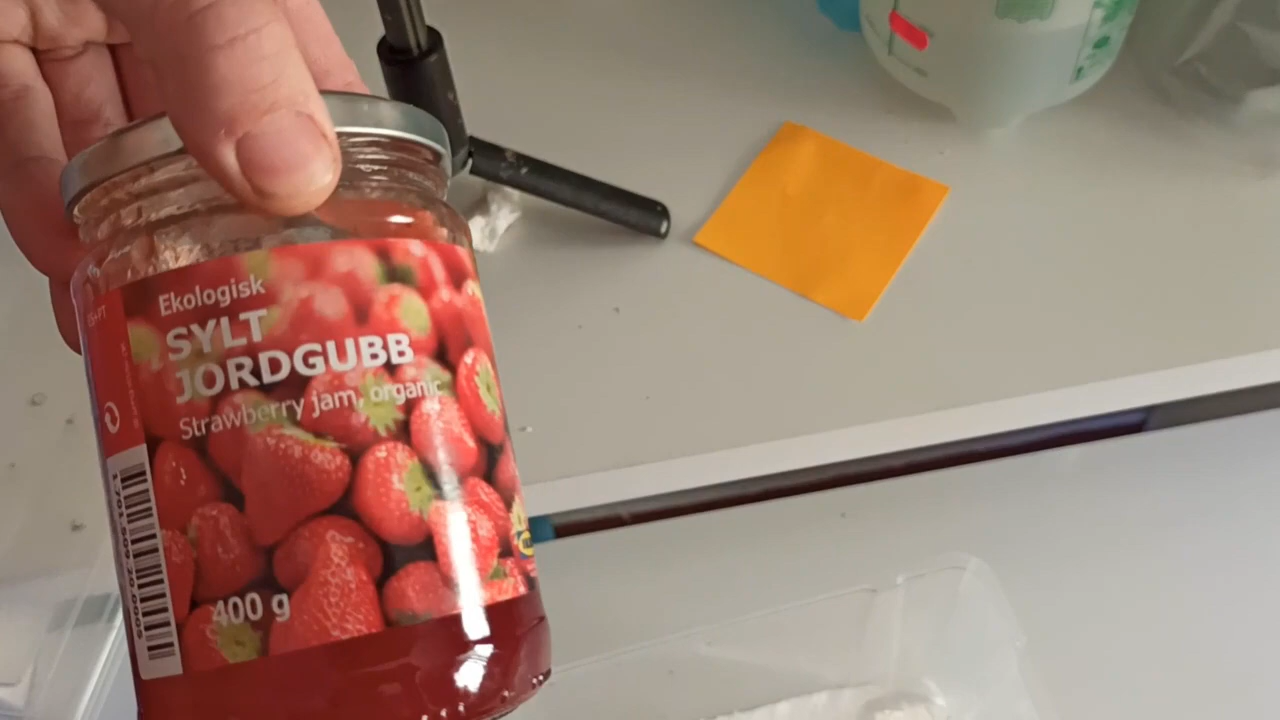 Ekologisk
SYLT
JORDGUBB
Strawberry jam, organic
400 g